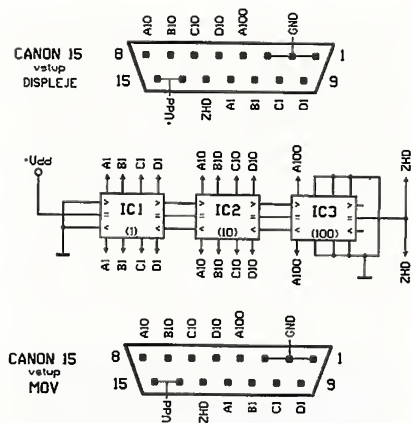 A10 B10 C10 D10 A100 GND
CANON 15 8 1
vstup
DISPLEJE 15 9
+Udd ZHD A1 B1 C1 D1
+Udd A1 B1 C1 D1 A10 B10 C10 D10 A100 ZHD
> IC1 > > IC2 > > IC3 >
= = = = = =
< (1) < < (10) < < (100) <
A1 B1 C1 D1 A10 B10 C10 D10 A100 ZHD
A10 B10 C10 D10 A100 GND
CANON 15 8 1
vstup
MOV 15 9
Udd ZHD A1 B1 C1 D1